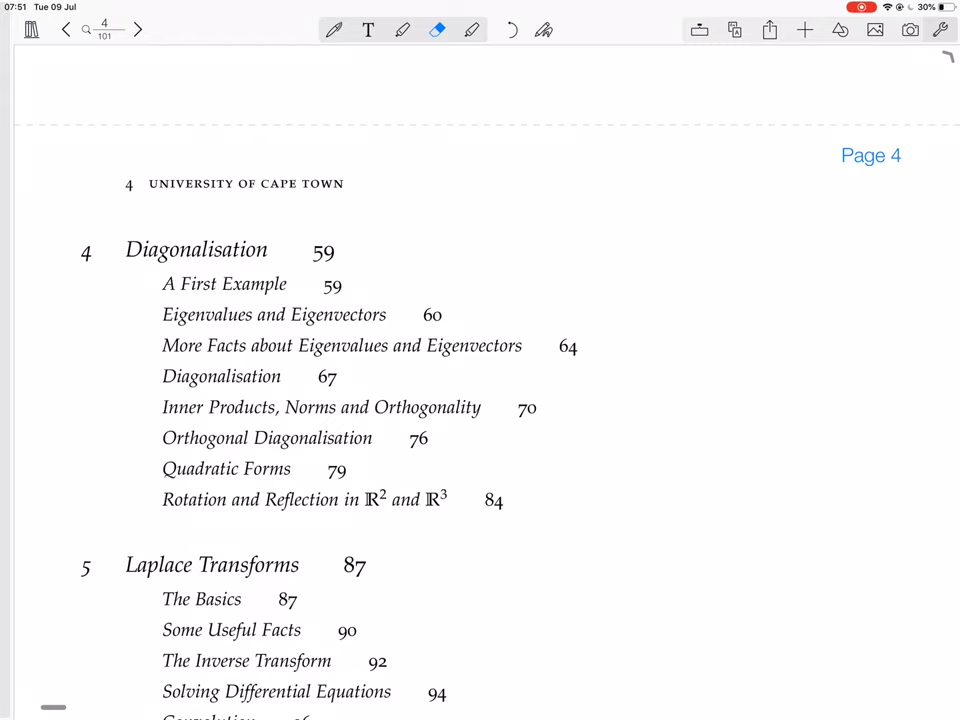 07:51 Tue 09 Jul 30%
4
101
T
Page 4
4 UNIVERSITY OF CAPE TOWN
4 Diagonalisation 59
A First Example 59
Eigenvalues and Eigenvectors 60
More Facts about Eigenvalues and Eigenvectors 64
Diagonalisation 67
Inner Products, Norms and Orthogonality 70
Orthogonal Diagonalisation 76
Quadratic Forms 79
Rotation and Reflection in ℝ² and ℝ³ 84
5 Laplace Transforms 87
The Basics 87
Some Useful Facts 90
The Inverse Transform 92
Solving Differential Equations 94